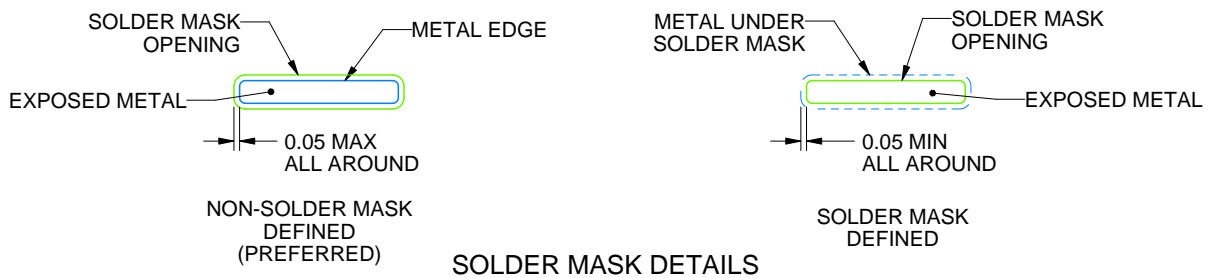 SOLDER MASK
OPENING
METAL EDGE
EXPOSED METAL
0.05 MAX
ALL AROUND
NON-SOLDER MASK
DEFINED
(PREFERRED)
METAL UNDER
SOLDER MASK
SOLDER MASK
OPENING
EXPOSED METAL
0.05 MIN
ALL AROUND
SOLDER MASK
DEFINED
SOLDER MASK DETAILS